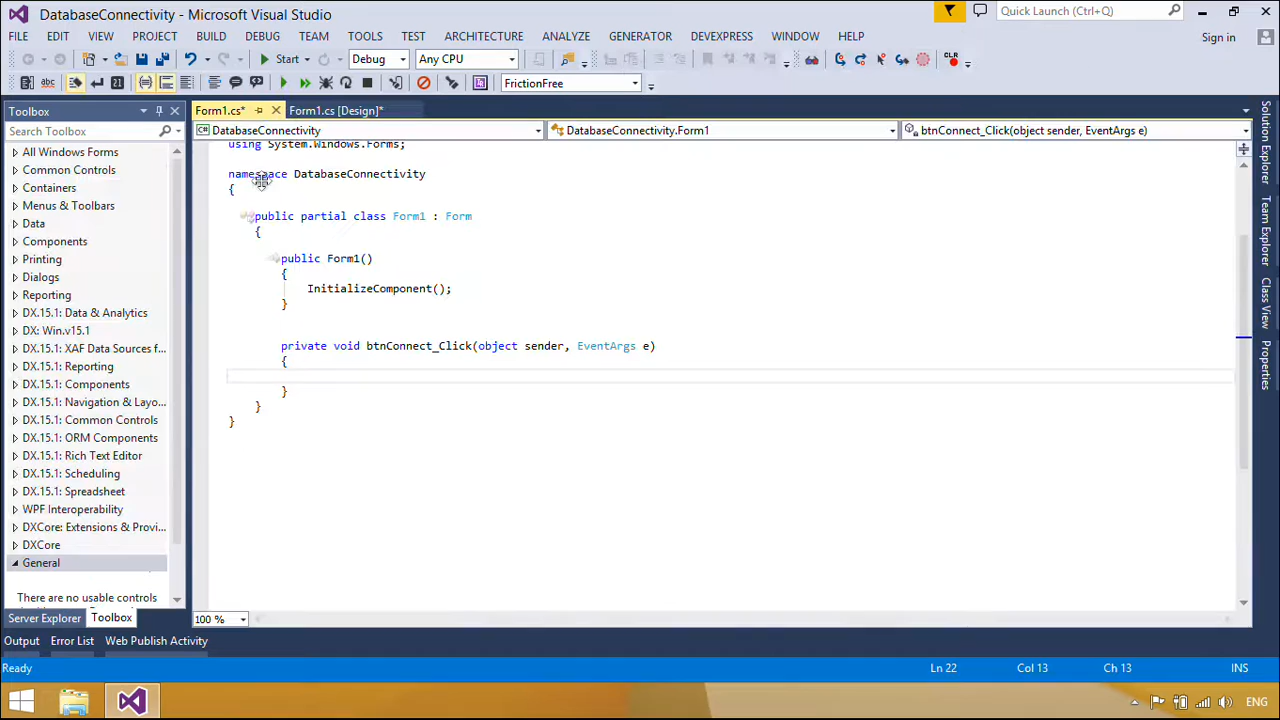 DatabaseConnectivity - Microsoft Visual Studio
Quick Launch (Ctrl+Q)
FILE EDIT VIEW PROJECT BUILD DEBUG TEAM TOOLS TEST ARCHITECTURE ANALYZE GENERATOR DEVEXPRESS WINDOW HELP
Sign in
Start Debug Any CPU
CLR
abc 21 FrictionFree
Toolbox
Form1.cs* Form1.cs [Design]*
Search Toolbox
C# DatabaseConnectivity DatabaseConnectivity.Form1 btnConnect_Click(object sender, EventArgs e)
All Windows Forms
Common Controls
Containers
Menus & Toolbars
Data
Components
Printing
Dialogs
Reporting
DX.15.1: Data & Analytics
DX: Win.v15.1
DX.15.1: XAF Data Sources f...
DX.15.1: Reporting
DX.15.1: Components
DX.15.1: Navigation & Layo...
DX.15.1: Common Controls
DX.15.1: ORM Components
DX.15.1: Rich Text Editor
DX.15.1: Scheduling
DX.15.1: Spreadsheet
WPF Interoperability
DXCore: Extensions & Provi...
DXCore
General
There are no usable controls
using System.Windows.Forms;
namespace DatabaseConnectivity
{
public partial class Form1 : Form
{
public Form1()
{
InitializeComponent();
}
private void btnConnect_Click(object sender, EventArgs e)
{
}
}
}
Solution Explorer
Team Explorer
Class View
Properties
Server Explorer Toolbox
100 %
Output Error List Web Publish Activity
Ready
Ln 22 Col 13 Ch 13 INS
ENG